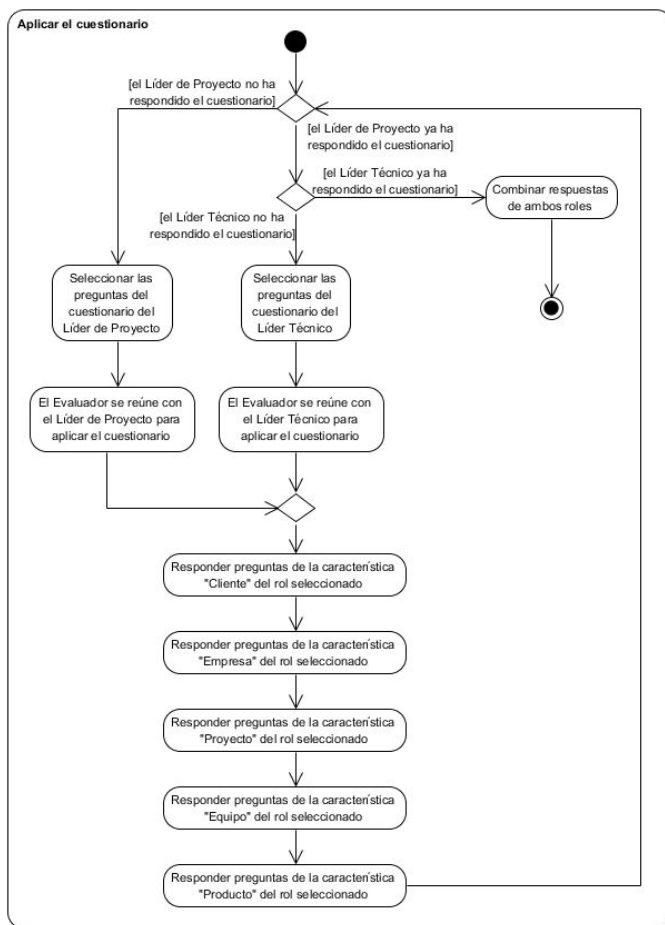 Aplicar el cuestionario
[el Líder de Proyecto no ha
respondido el cuestionario]
[el Líder de Proyecto ya ha
respondido el cuestionario]
[el Líder Técnico ya ha
respondido el cuestionario]
Combinar respuestas
de ambos roles
[el Líder Técnico no ha
respondido el cuestionario]
Seleccionar las
preguntas del
cuestionario del
Líder de Proyecto
Seleccionar las
preguntas del
cuestionario del
Líder Técnico
El Evaluador se reúne con
el Líder de Proyecto para
aplicar el cuestionario
El Evaluador se reúne con
el Líder Técnico para
aplicar el cuestionario
Responder preguntas de la característica
"Cliente" del rol seleccionado
Responder preguntas de la característica
"Empresa" del rol seleccionado
Responder preguntas de la característica
"Proyecto" del rol seleccionado
Responder preguntas de la característica
"Equipo" del rol seleccionado
Responder preguntas de la característica
"Producto" del rol seleccionado